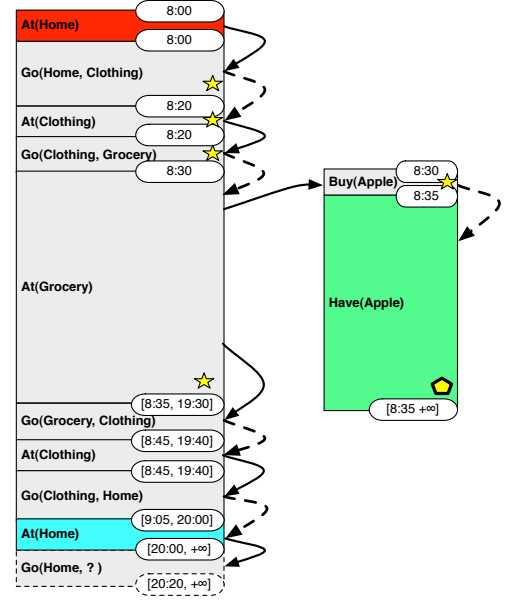 8:00
At(Home)
8:00
Go(Home, Clothing)
8:20
At(Clothing)
8:20
Go(Clothing, Grocery)
8:30
At(Grocery)
[8:35, 19:30]
Go(Grocery, Clothing)
[8:45, 19:40]
At(Clothing)
[8:45, 19:40]
Go(Clothing, Home)
[9:05, 20:00]
At(Home)
[20:00, +∞]
Go(Home, ? )
[20:20, +∞]
8:30
Buy(Apple)
8:35
Have(Apple)
[8:35 +∞]